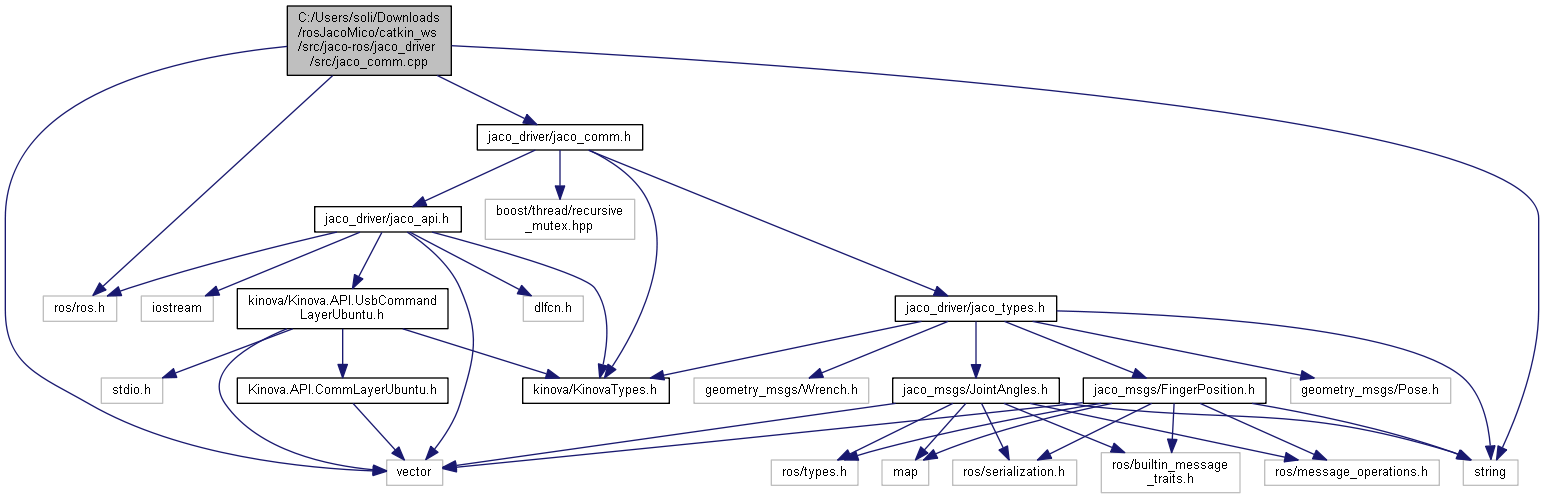 C:/Users/soli/Downloads
/rosJacoMico/catkin_ws
/src/jaco-ros/jaco_driver
/src/jaco_comm.cpp
jaco_driver/jaco_comm.h
jaco_driver/jaco_api.h
boost/thread/recursive
_mutex.hpp
ros/ros.h
iostream
kinova/Kinova.API.UsbCommand
LayerUbuntu.h
dlfcn.h
jaco_driver/jaco_types.h
stdio.h
Kinova.API.CommLayerUbuntu.h
kinova/KinovaTypes.h
geometry_msgs/Wrench.h
jaco_msgs/JointAngles.h
jaco_msgs/FingerPosition.h
geometry_msgs/Pose.h
vector
ros/types.h
map
ros/serialization.h
ros/builtin_message
_traits.h
ros/message_operations.h
string